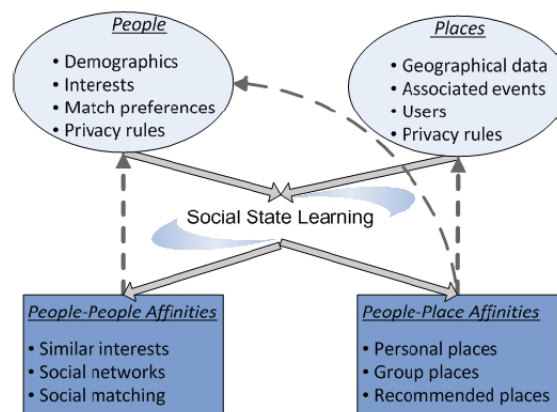 People
• Demographics
• Interests
• Match preferences
• Privacy rules
Places
• Geographical data
• Associated events
• Users
• Privacy rules
Social State Learning
People-People Affinities
• Similar interests
• Social networks
• Social matching
People-Place Affinities
• Personal places
• Group places
• Recommended places